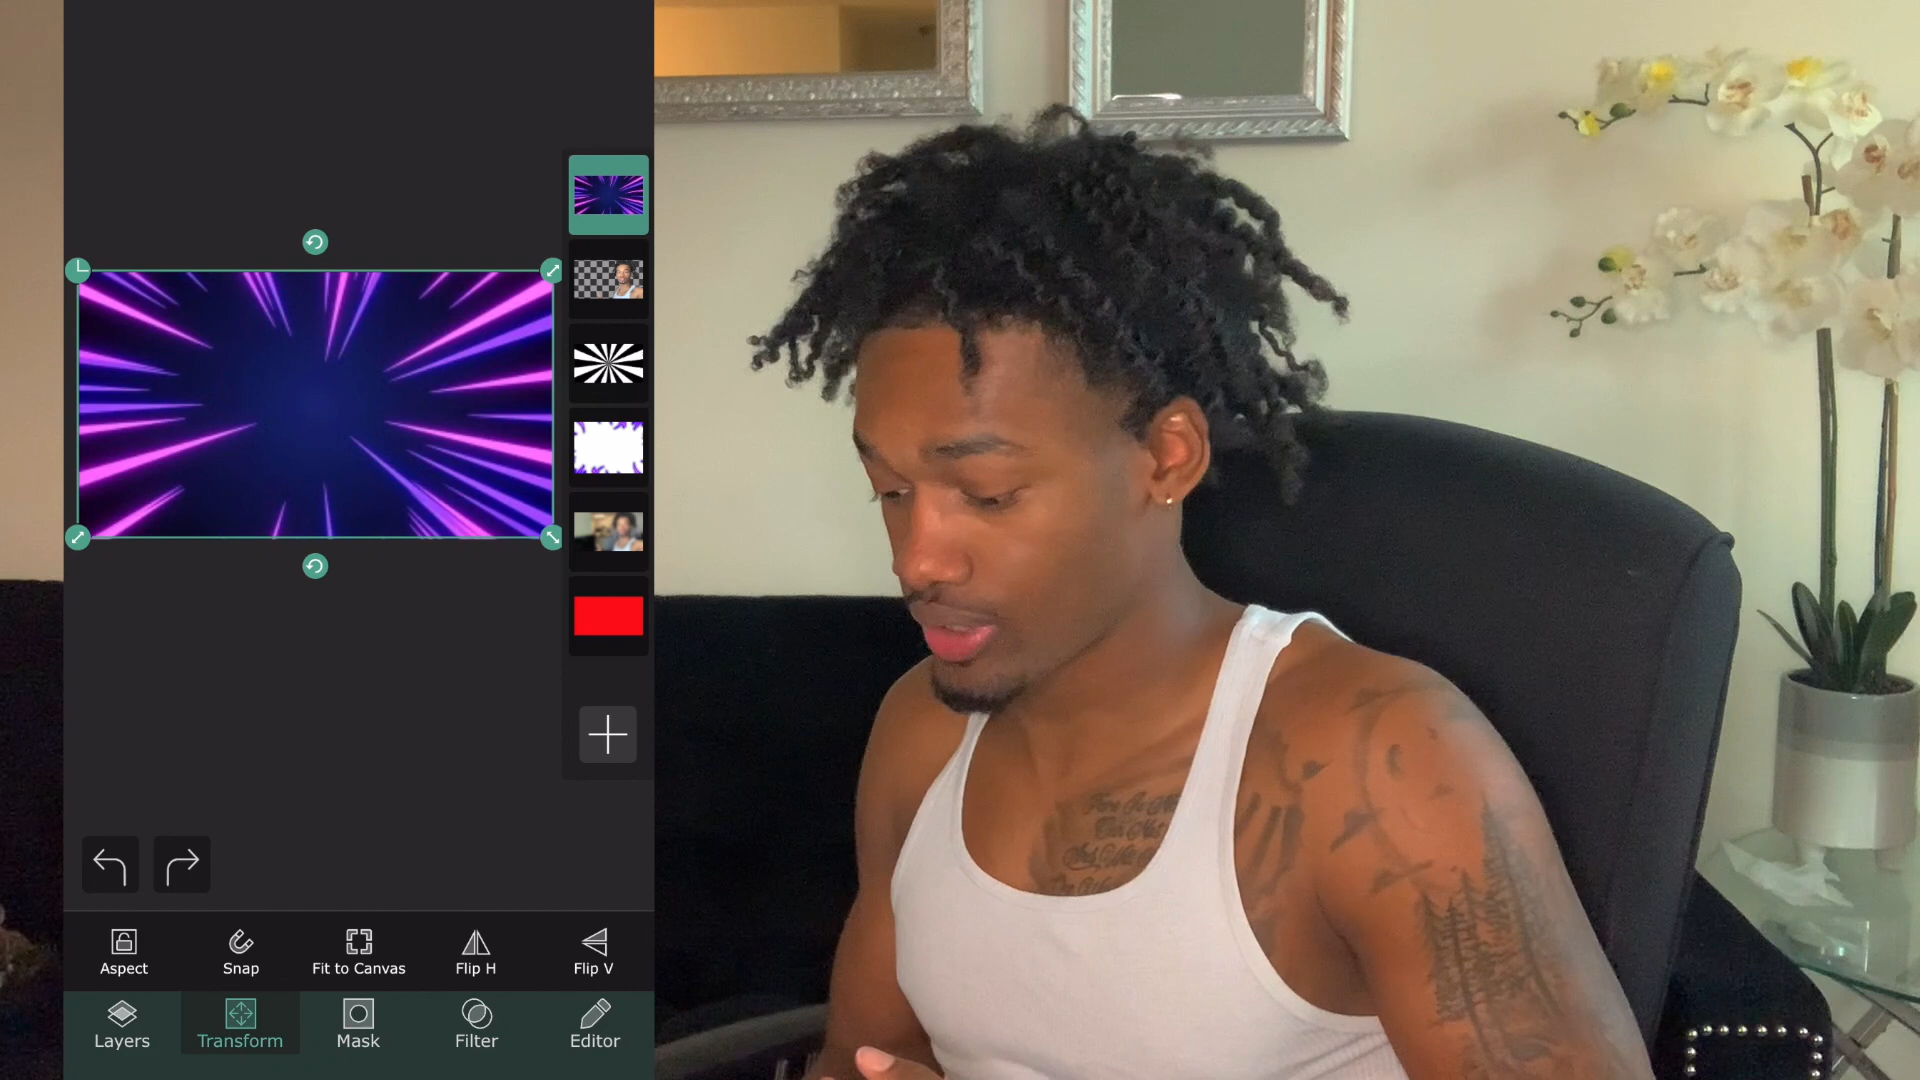 Aspect
Snap
Fit to Canvas
Flip H
Flip V
Layers
Transform
Mask
Filter
Editor